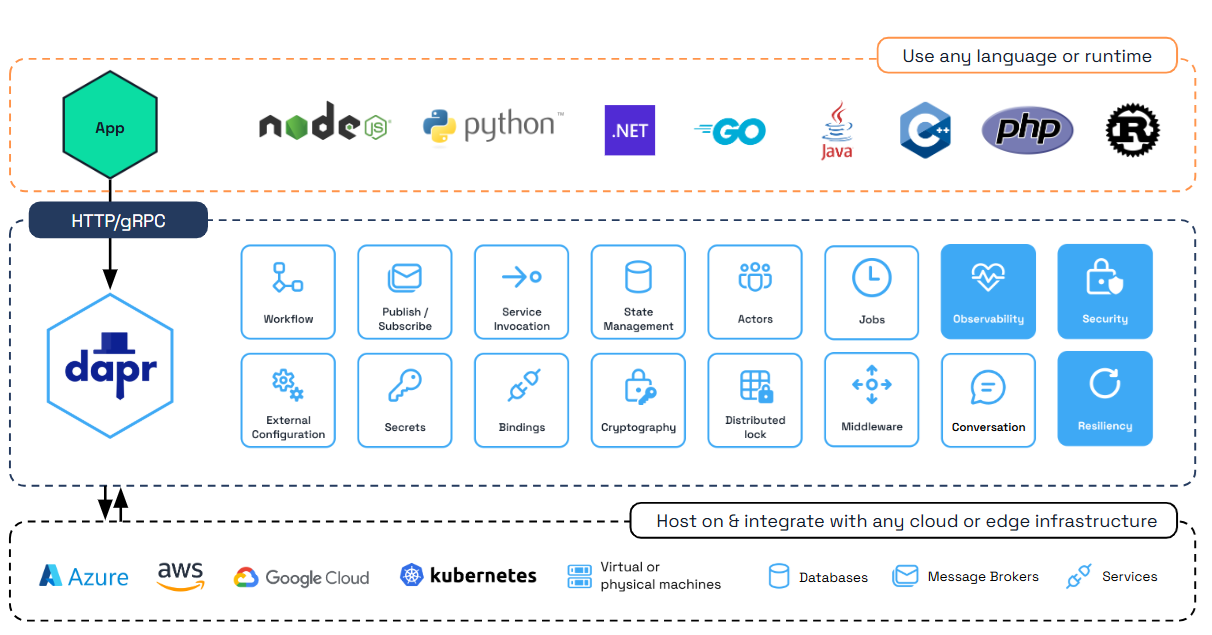 Use any language or runtime
App
node
JS
python™
.NET
GO
Java
C++
php
R
HTTP/gRPC
dapr
Workflow
Publish /
Subscribe
Service
Invocation
State
Management
Actors
Jobs
Observability
Security
External
Configuration
Secrets
Bindings
Cryptography
Distributed
lock
Middleware
Conversation
Resiliency
Host on & integrate with any cloud or edge infrastructure
Azure
aws
Google Cloud
kubernetes
Virtual or
physical machines
Databases
Message Brokers
Services